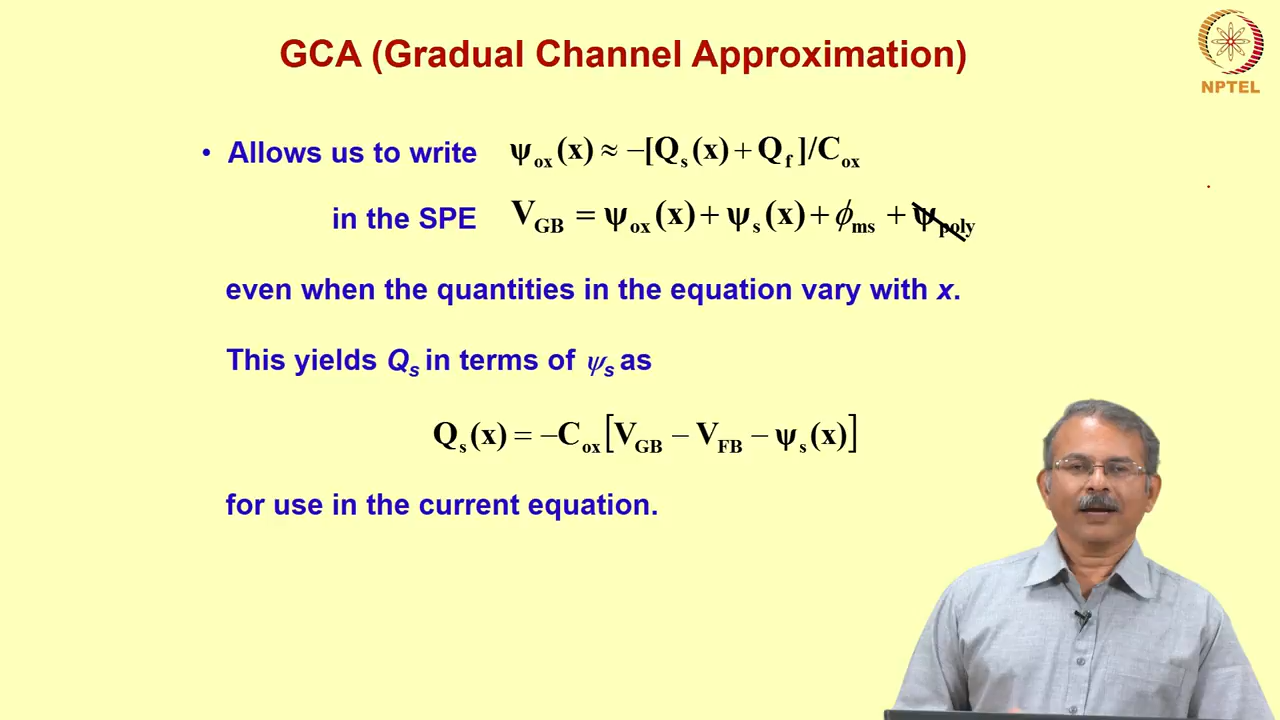 GCA (Gradual Channel Approximation)
NPTEL
• Allows us to write ψox(x) ≈ −[Qs(x) + Qf]/Cox
in the SPE VGB = ψox(x) + ψs(x) + ϕms + ψpoly
even when the quantities in the equation vary with x.
This yields Qs in terms of ψs as
Qs(x) = −Cox[VGB − VFB − ψs(x)]
for use in the current equation.